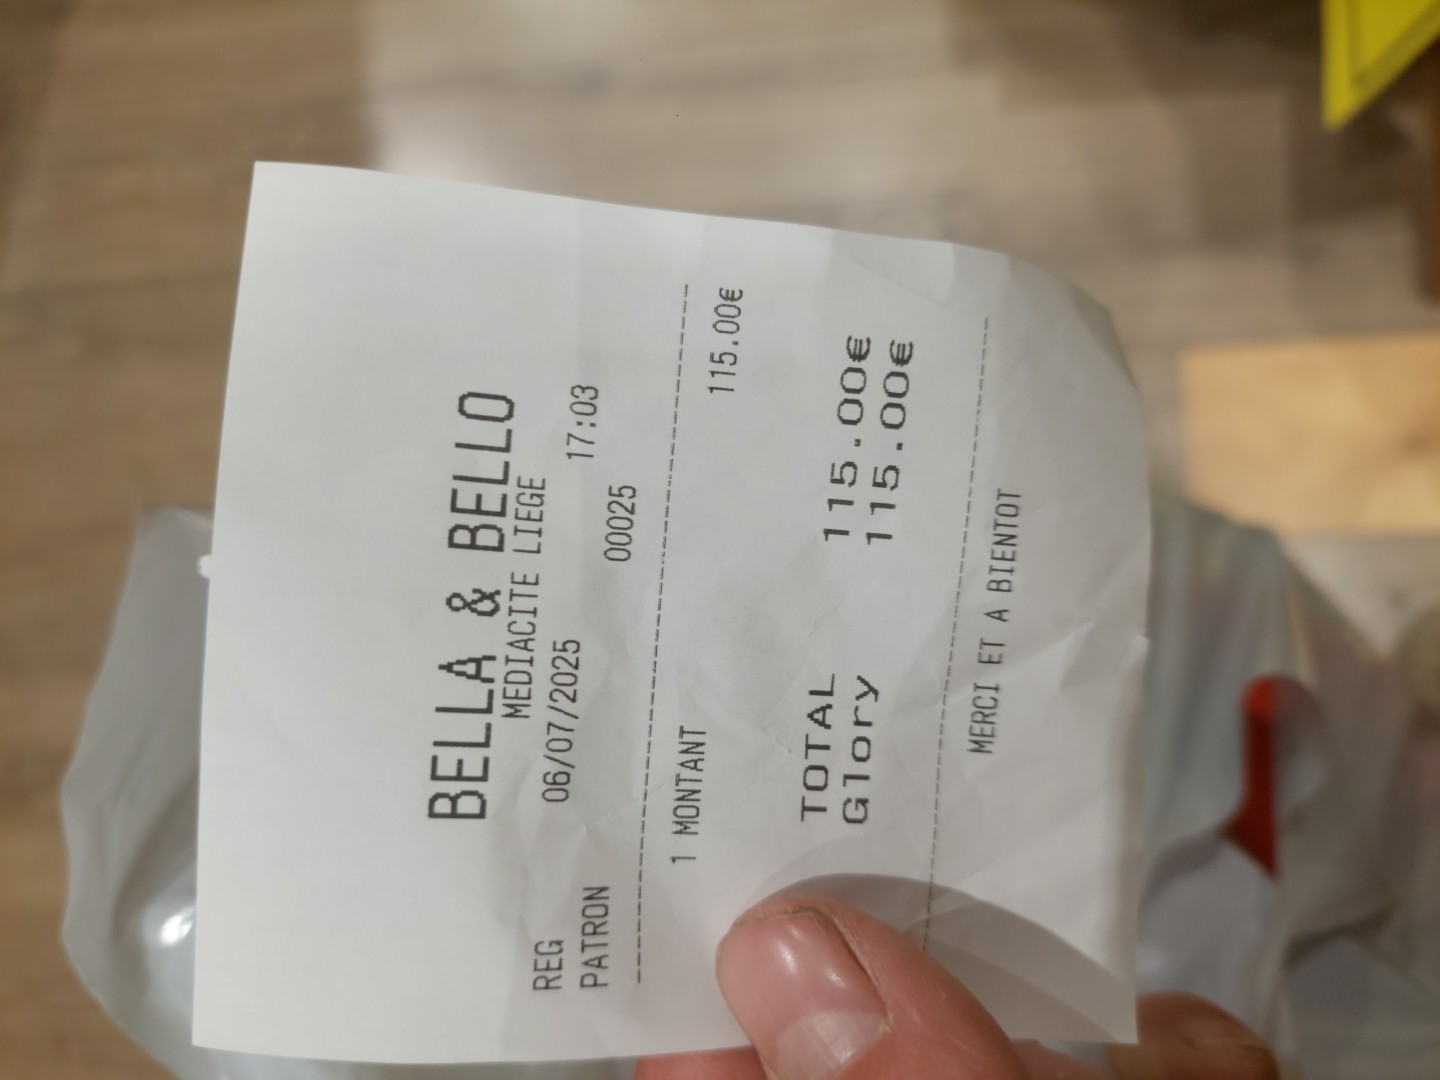 BELLA & BELLO
MEDIACITE LIEGE
REG 06/07/2025 17:03
PATRON 00025
1 MONTANT 115.00€
TOTAL 115.00€
Glory 115.00€
MERCI ET A BIENTOT